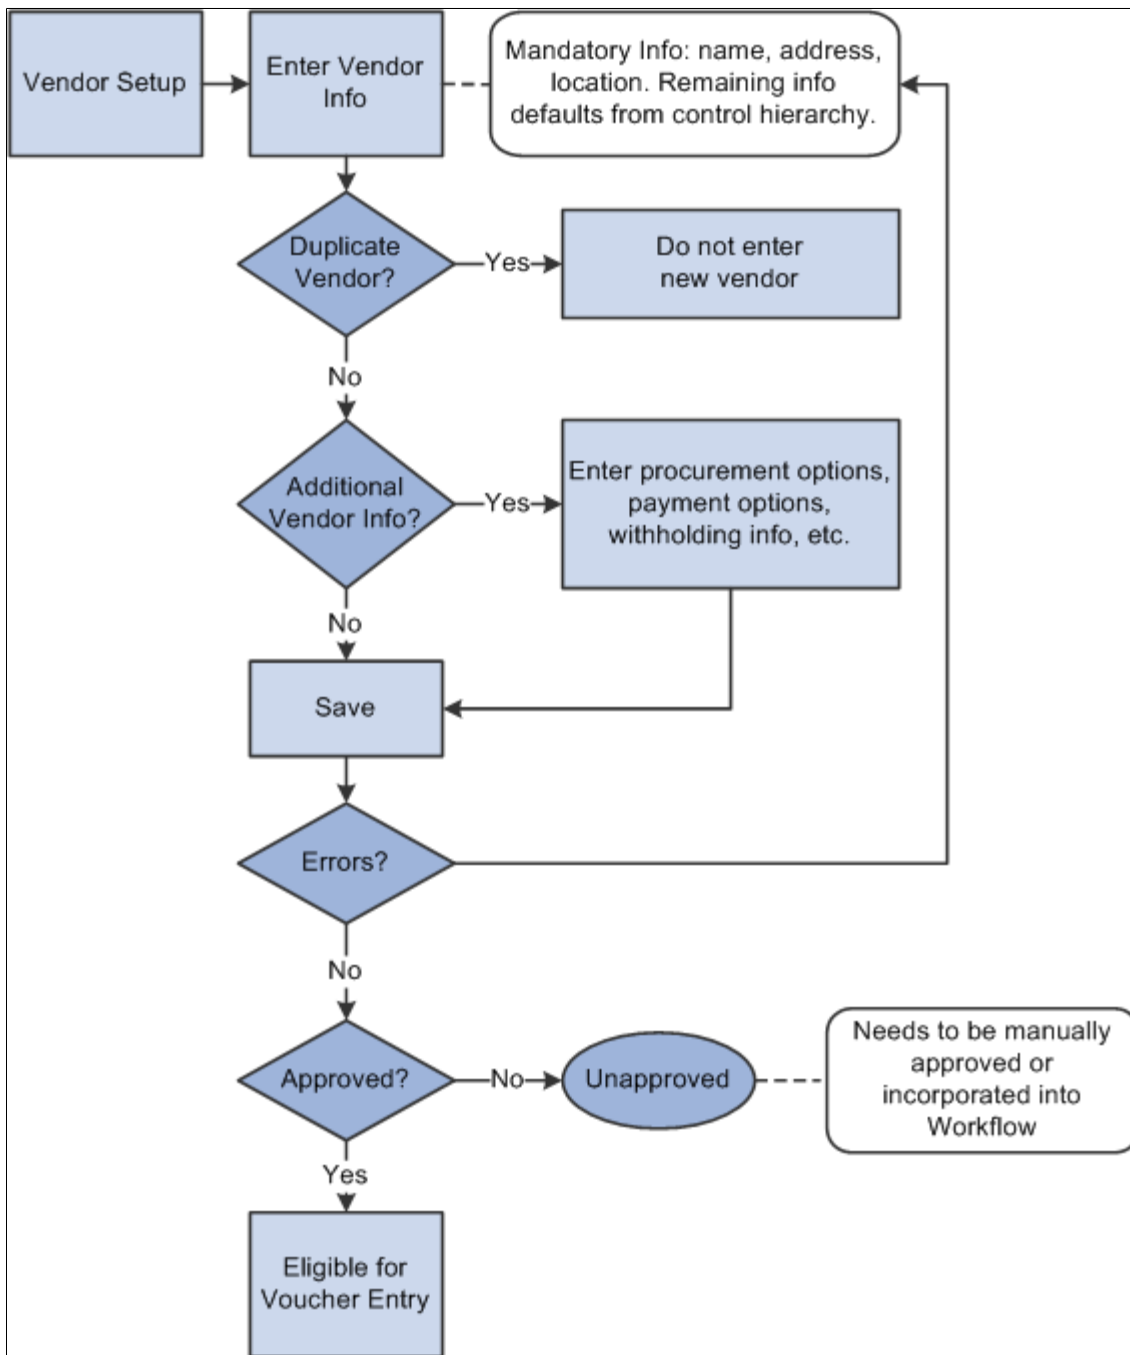 Vendor Setup
Enter Vendor
Info
Mandatory Info: name, address,
location. Remaining info
defaults from control hierarchy.
Duplicate
Vendor?
Yes
Do not enter
new vendor
No
Additional
Vendor Info?
Yes
Enter procurement options,
payment options,
withholding info, etc.
No
Save
Errors?
No
Approved?
No
Unapproved
Needs to be manually
approved or
incorporated into
Workflow
Yes
Eligible for
Voucher Entry